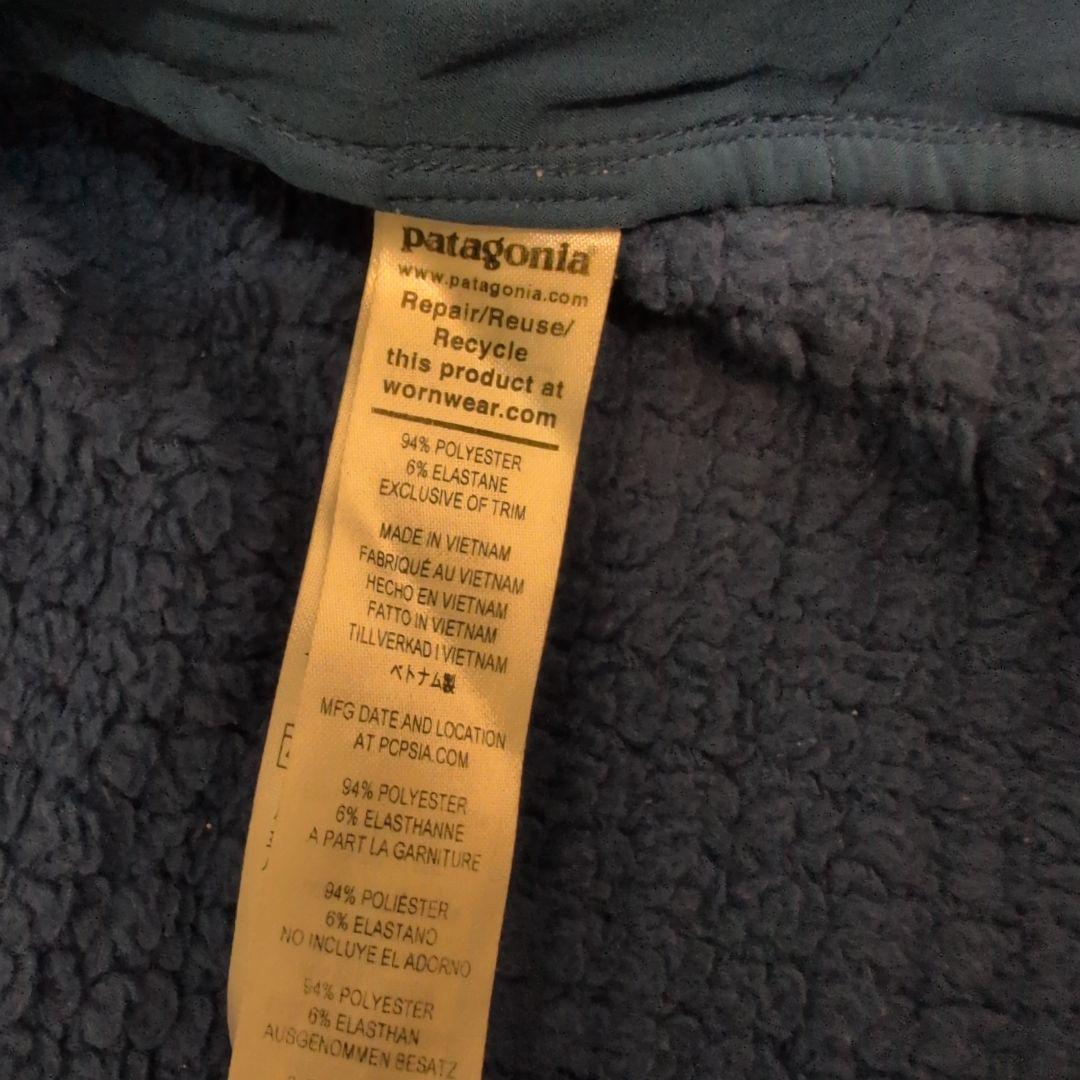 patagonia
www.patagonia.com
Repair/Reuse/
Recycle
this product at
wornwear.com
94% POLYESTER
6% ELASTANE
EXCLUSIVE OF TRIM
MADE IN VIETNAM
FABRIQUÉ AU VIETNAM
HECHO EN VIETNAM
FATTO IN VIETNAM
TILLVERKAD I VIETNAM
ベトナム製
MFG DATE AND LOCATION
AT PCPSIA.COM
94% POLYESTER
6% ELASTHANNE
A PART LA GARNITURE
94% POLIÉSTER
6% ELASTANO
NO INCLUYE EL ADORNO
94% POLYESTER
6% ELASTHAN
AUSGENOMMEN BESATZ